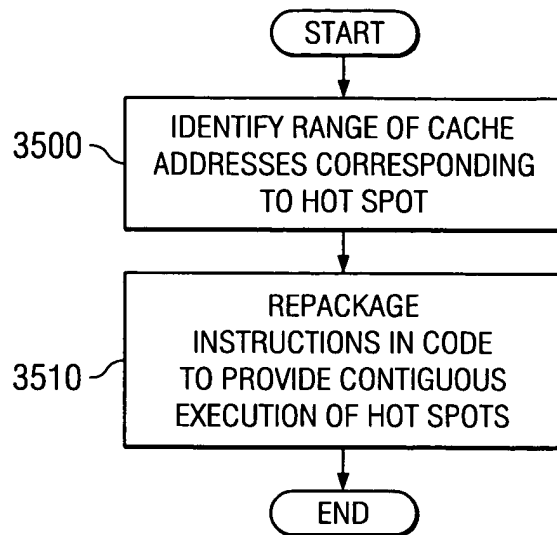 START
3500
IDENTIFY RANGE OF CACHE
ADDRESSES CORRESPONDING
TO HOT SPOT
3510
REPACKAGE
INSTRUCTIONS IN CODE
TO PROVIDE CONTIGUOUS
EXECUTION OF HOT SPOTS
END